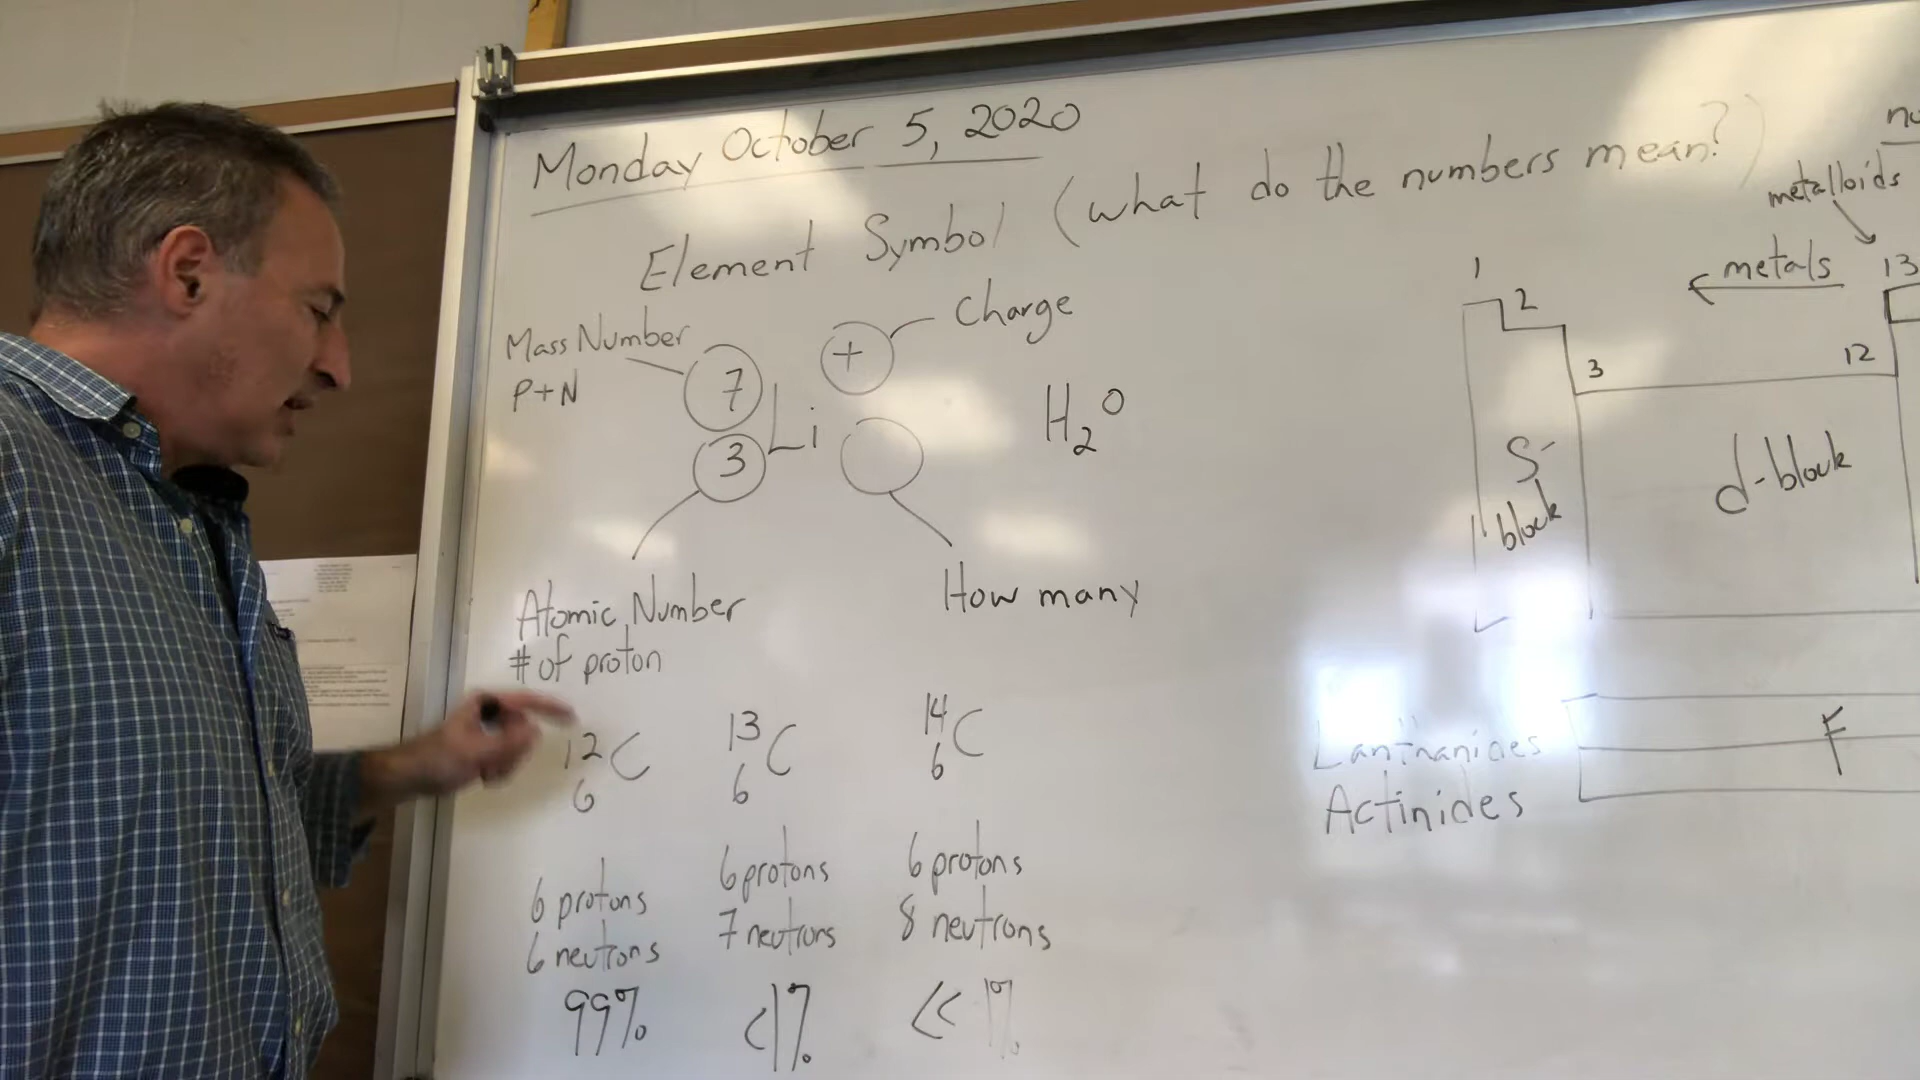 Monday October 5, 2020
Element Symbol (what do the numbers mean?)
Mass Number
P+N
7
3
Li
+
Charge
H₂O
Atomic Number
# of proton
How many
12
6
C
13
6
C
14
6
C
6 protons
6 neutrons
99%
6 protons
7 neutrons
<1%
6 protons
8 neutrons
<< 1%
metalloids
metals
1
2
3
12
13
S-
block
d-block
Lanthanides
Actinides
F